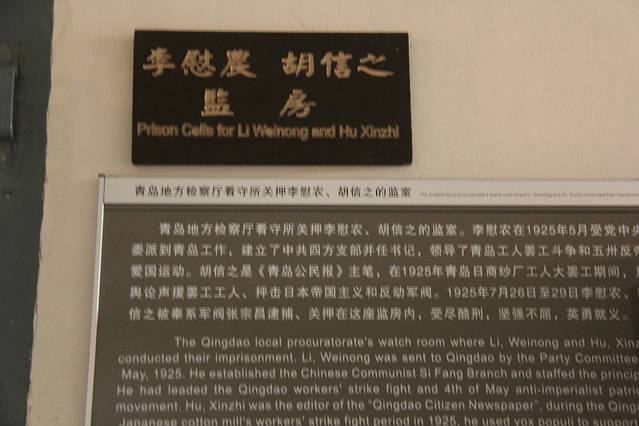 李慰農 胡信之
監 房
Prison Cells for Li Weinong and Hu Xinzhi
青岛地方检察厅看守所关押李慰农、胡信之的监室
The Qingdao local procuratorate's watch room where Li, Weinong and Hu, Xinzhi conducted their imprisonment
青岛地方检察厅看守所关押李慰农、胡信之的监室。李慰农在1925年5月受党中央
委派到青岛工作，建立了中共四方支部并任书记，领导了青岛工人罢工斗争和五卅反帝
爱国运动。胡信之是《青岛公民报》主笔，在1925年青岛日商纱厂工人大罢工期间，
舆论声援罢工工人、抨击日本帝国主义和反动军阀。1925年7月26日至29日李慰农、
信之被奉系军阀张宗昌逮捕、关押在这座监房内，受尽酷刑，坚强不屈，英勇就义。
The Qingdao local procuratorate's watch room where Li, Weinong and Hu, Xinz
conducted their imprisonment. Li, Weinong was sent to Qingdao by the Party Committee
May, 1925. He established the Chinese Communist Si Fang Branch and staffed the princip
He had leaded the Qingdao workers' strike fight and 4th of May anti-imperialist patri
movement. Hu, Xinzhi was the editor of the "Qingdao Citizen Newspaper", during the Qing
Japanese cotton mill's workers' strike fight period in 1925, he used vox populi to suppor